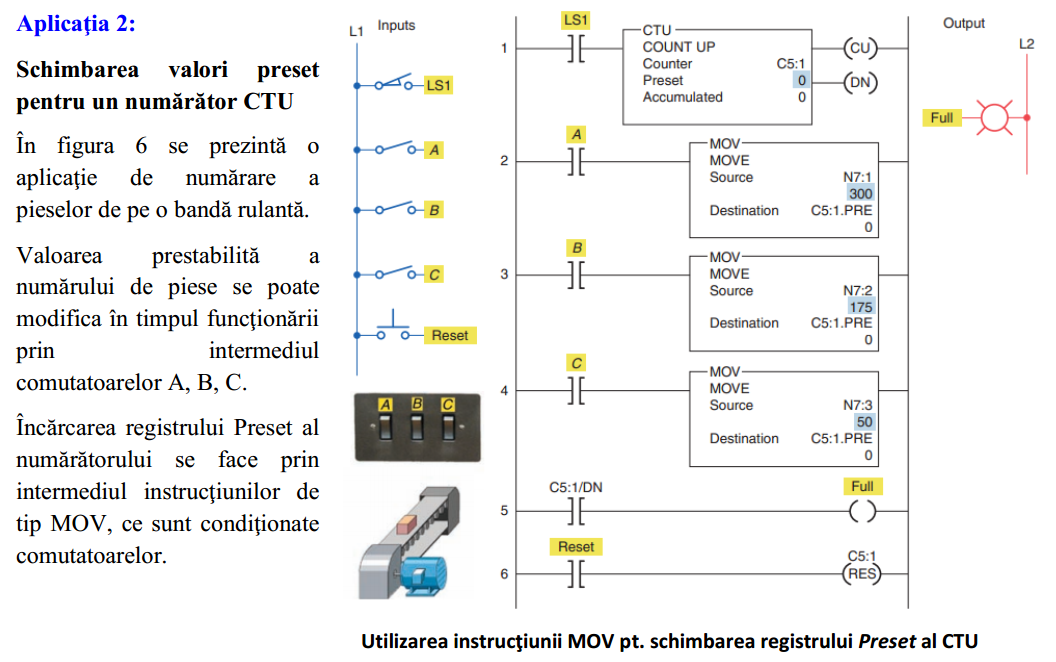 Aplicaţia 2:
Schimbarea valori preset
pentru un numărător CTU
În figura 6 se prezintă o
aplicaţie de numărare a
pieselor de pe o bandă rulantă.
Valoarea prestabilită a
numărului de piese se poate
modifica în timpul funcţionării
prin intermediul
comutatoarelor A, B, C.
Încărcarea registrului Preset al
numărătorului se face prin
intermediul instrucţiunilor de
tip MOV, ce sunt condiţionate
comutatoarelor.
L1 Inputs
LS1
A
B
C
Reset
A B C
LS1
1
CTU
COUNT UP
Counter C5:1
Preset 0
Accumulated 0
CU
DN
A
2
MOV
MOVE
Source N7:1
300
Destination C5:1.PRE
0
B
3
MOV
MOVE
Source N7:2
175
Destination C5:1.PRE
0
C
4
MOV
MOVE
Source N7:3
50
Destination C5:1.PRE
0
C5:1/DN Full
5
Reset C5:1
6 RES
Output
L2
Full
Utilizarea instrucţiunii MOV pt. schimbarea registrului Preset al CTU